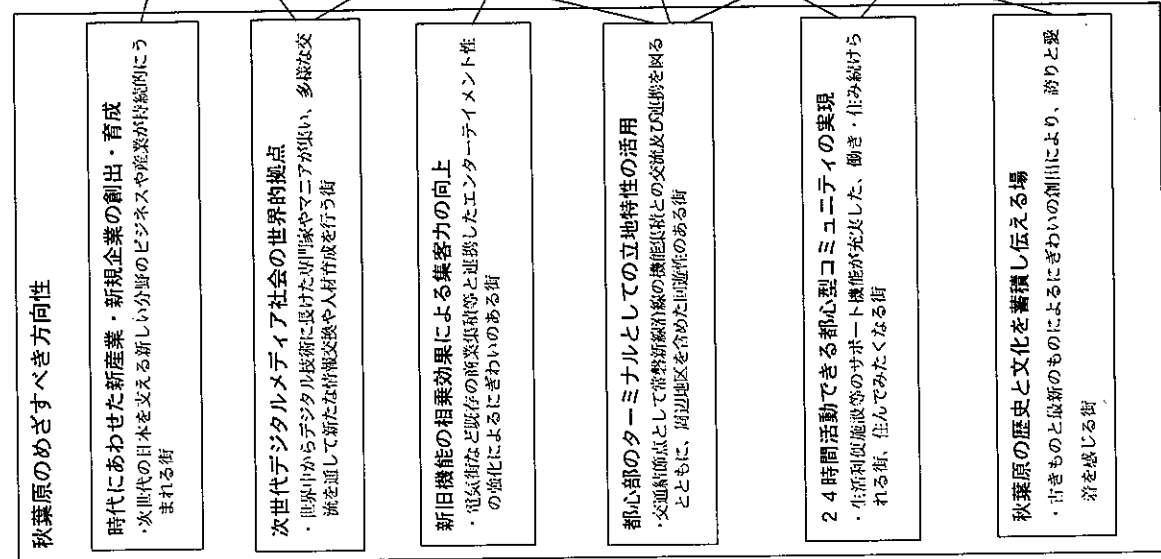 秋葉原のめざすべき方向性
時代にあわせた新産業・新規企業の創出・育成
・次世代の日本を支える新しい分野のビジネスや産業が持続的にう
まれる街
次世代デジタルメディア社会の世界的拠点
・世界中からデジタル技術に長けた専門家やマニアが集い、多様な交
流を通して新たな情報交換や人材育成を行う街
新旧機能の相乗効果による集客力の向上
・電気街など既存の商業集積等と連携したエンターテイメント性
の強化によるにぎわいのある街
都心部のターミナルとしての立地特性の活用
・交通結節点として常磐新線沿線の機能集積との交流及び連携を図る
とともに、周辺地区を含めた回遊性のある街
24時間活動できる都心型コミュニティの実現
・生活利便施設等のサポート機能が充実した、働き・住み続けら
れる街、住んでみたくなる街
秋葉原の歴史と文化を蓄積し伝える場
・古きものと最新のものによるにぎわいの創出により、誇りと愛
着を感じる街